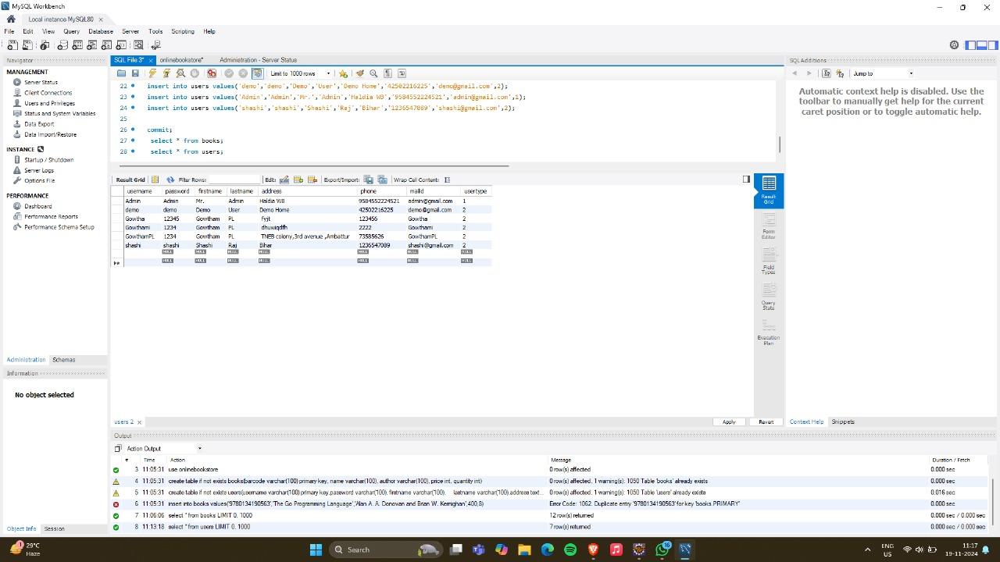 MySQL Workbench
Local instance MySQL80 ×
File Edit View Query Database Server Tools Scripting Help
Navigator
MANAGEMENT
Server Status
Client Connections
Users and Privileges
Status and System Variables
Data Export
Data Import/Restore
INSTANCE
Startup / Shutdown
Server Logs
Options File
PERFORMANCE
Dashboard
Performance Reports
Performance Schema Setup
Administration Schemas
Information
No object selected
Object Info Session
SQL File 3* × onlinebookstore* Administration - Server Status
Limit to 1000 rows
22 insert into users values('demo','demo','Demo','User','Demo Home','42502216225','demo@gmail.com',2);
23 insert into users values('Admin','Admin','Mr.','Admin','Haldia WB','9584552224521','admin@gmail.com',1);
24 insert into users values('shashi','shashi','Shashi','Raj','Bihar','1236547089','shashi@gmail.com',2);
25
26 commit;
27 select * from books;
28 select * from users;
Result Grid Filter Rows: Edit: Export/Import: Wrap Cell Content:
username password firstname lastname address phone mailid usertype
Admin Admin Mr. Admin Haldia WB 9584552224521 admin@gmail.com 1
demo demo Demo User Demo Home 42502216225 demo@gmail.com 2
Gowtha 12345 Gowtham PL fyjt 123456 Gowtha 2
Gowthami 1234 Gowtham PL dhuwiqdfh 2222 Gowthami 2
GowthamPL 1234 Gowtham PL TNEB colony,3rd avenue ,Ambattur 73585626 GowthamPL 2
shashi shashi Shashi Raj Bihar 1236547089 shashi@gmail.com 2
NULL NULL NULL NULL NULL NULL NULL
NULL NULL NULL NULL NULL NULL NULL
Result Grid
Form Editor
Field Types
Query Stats
Execution Plan
users 2 × Apply Revert
SQL Additions
Jump to
Automatic context help is disabled. Use the
toolbar to manually get help for the current
caret position or to toggle automatic help.
Context Help Snippets
Output
Action Output
# Time Action Message Duration / Fetch
3 11:05:31 use onlinebookstore 0 row(s) affected 0.000 sec
4 11:05:31 create table if not exists books(barcode varchar(100) primary key, name varchar(100), author varchar(100), price int, quantity int) 0 row(s) affected, 1 warning(s): 1050 Table 'books' already exists 0.000 sec
5 11:05:31 create table if not exists users(username varchar(100) primary key,password varchar(100), firstname varchar(100), lastname varchar(100),address text... 0 row(s) affected, 1 warning(s): 1050 Table 'users' already exists 0.016 sec
6 11:05:31 insert into books values('9780134190563','The Go Programming Language','Alan A. A. Donovan and Brian W. Kernighan',400,8) Error Code: 1062. Duplicate entry '9780134190563' for key 'books.PRIMARY' 0.000 sec
7 11:06:06 select * from books LIMIT 0, 1000 12 row(s) returned 0.000 sec / 0.000 sec
8 11:13:18 select * from users LIMIT 0, 1000 7 row(s) returned 0.000 sec / 0.000 sec
1
29°C
Haze
Search
16
ENG
US
11:17
19-11-2024